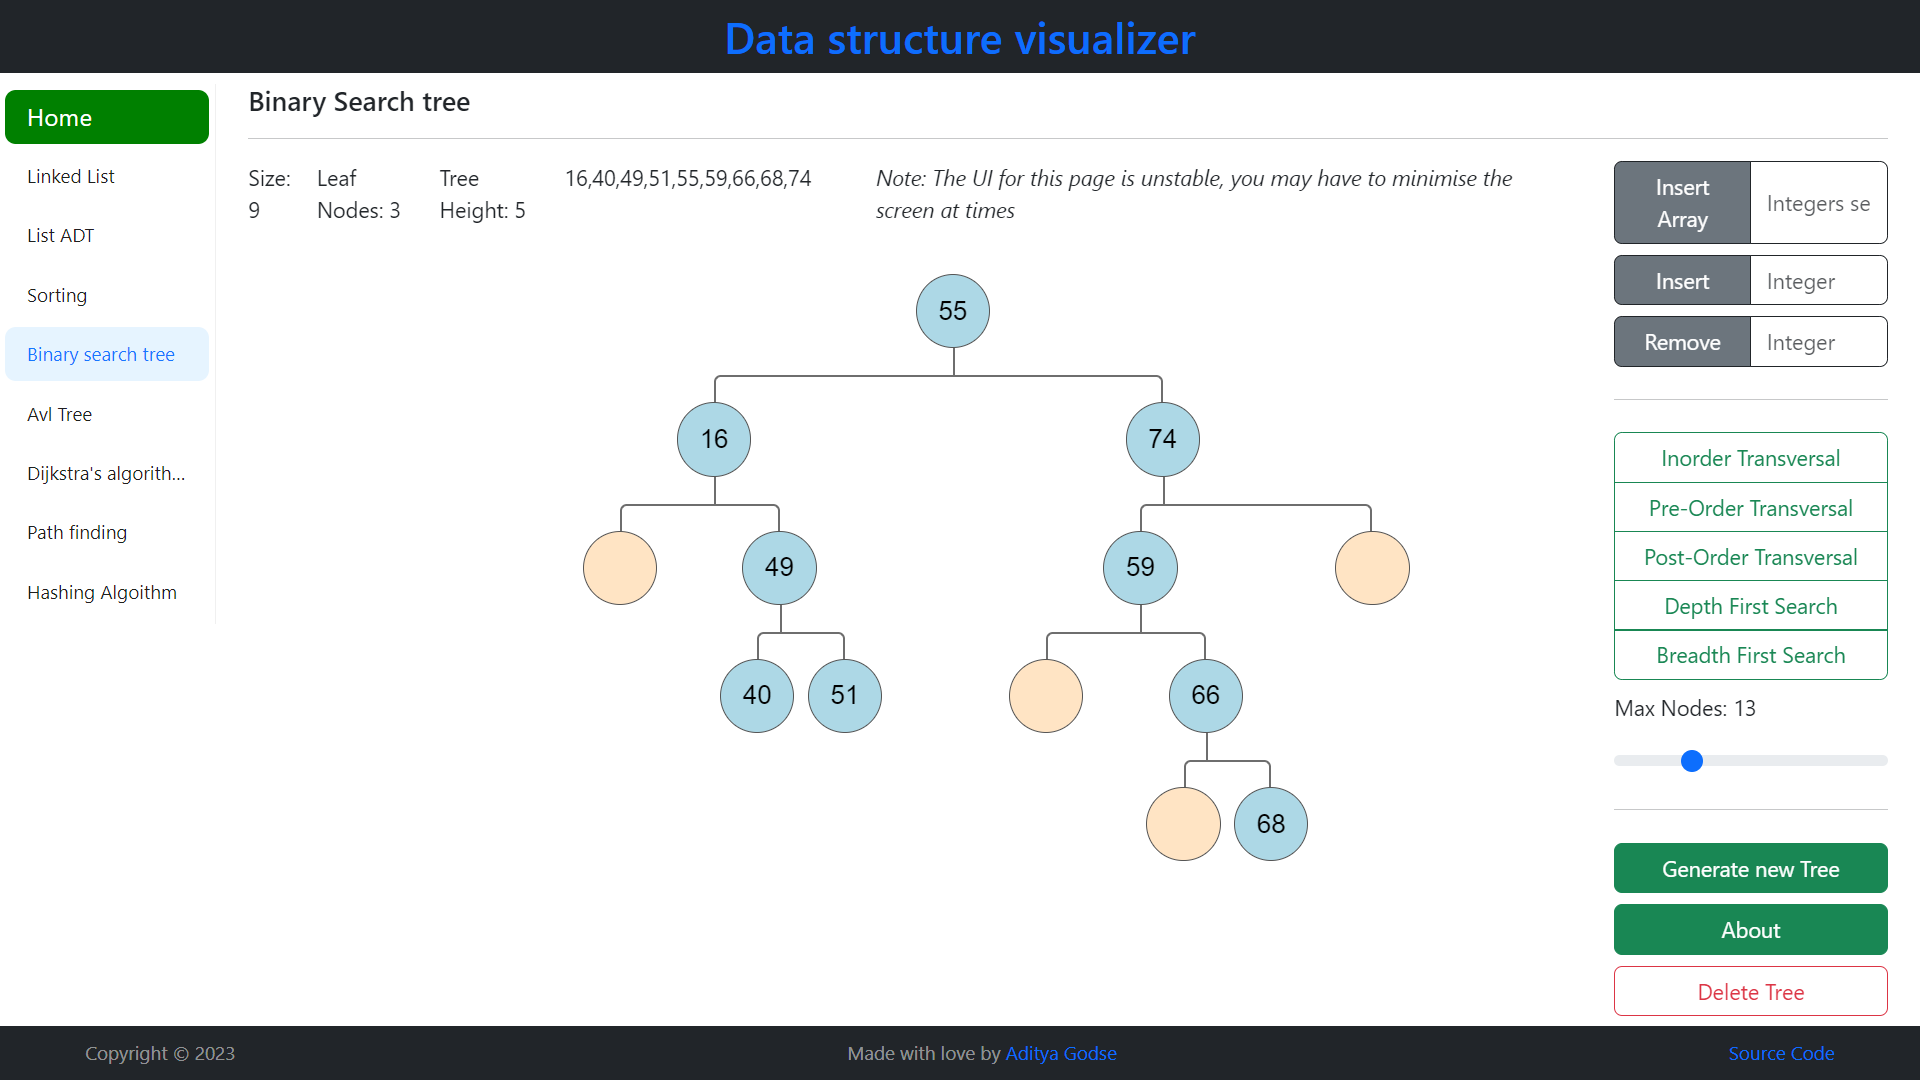 Data structure visualizer
Home
Linked List
List ADT
Sorting
Binary search tree
Avl Tree
Dijkstra's algorith...
Path finding
Hashing Algoithm
Binary Search tree
Size:
9
Leaf
Nodes: 3
Tree
Height: 5
16,40,49,51,55,59,66,68,74
Note: The UI for this page is unstable, you may have to minimise the
screen at times
55
16
74
49
59
40
51
66
68
Insert
Array
Integers se
Insert
Integer
Remove
Integer
Inorder Transversal
Pre-Order Transversal
Post-Order Transversal
Depth First Search
Breadth First Search
Max Nodes: 13
Generate new Tree
About
Delete Tree
Copyright © 2023
Made with love by Aditya Godse
Source Code